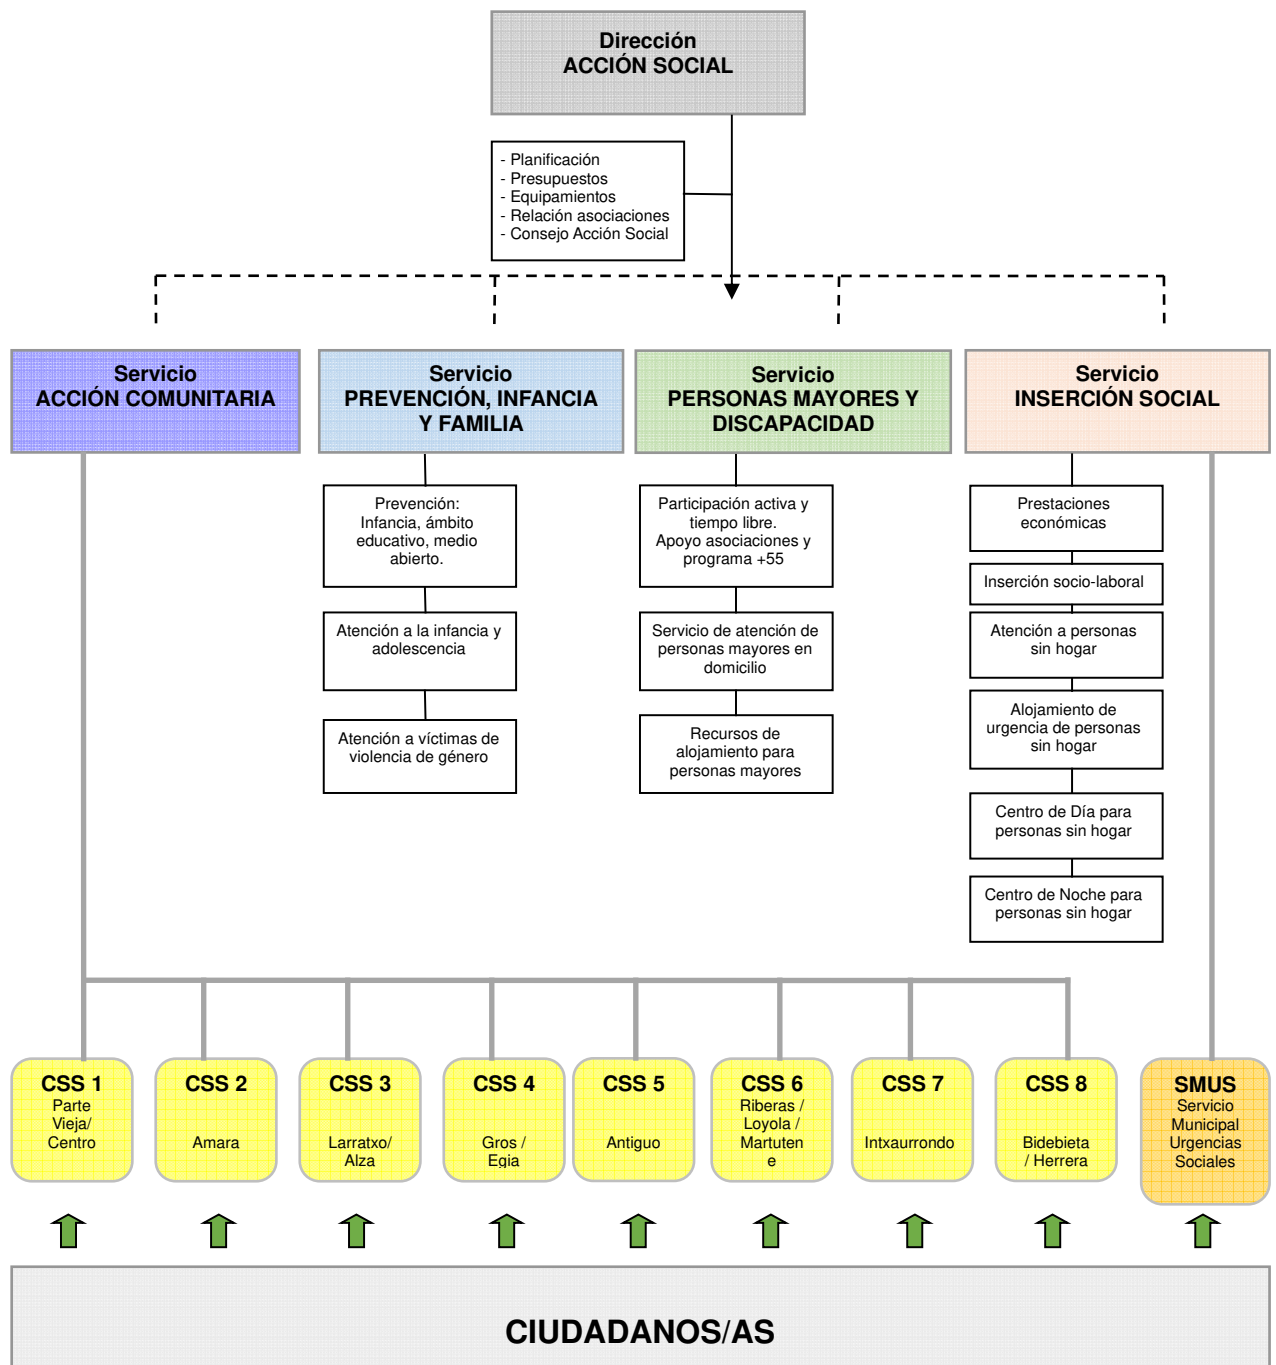 Dirección
ACCIÓN SOCIAL
- Planificación
- Presupuestos
- Equipamientos
- Relación asociaciones
- Consejo Acción Social
Servicio
ACCIÓN COMUNITARIA
Servicio
PREVENCIÓN, INFANCIA
Y FAMILIA
Servicio
PERSONAS MAYORES Y
DISCAPACIDAD
Servicio
INSERCIÓN SOCIAL
Prevención:
Infancia, ámbito
educativo, medio
abierto.
Atención a la infancia y
adolescencia
Atención a víctimas de
violencia de género
Participación activa y
tiempo libre.
Apoyo asociaciones y
programa +55
Servicio de atención de
personas mayores en
domicilio
Recursos de
alojamiento para
personas mayores
Prestaciones
económicas
Inserción socio-laboral
Atención a personas
sin hogar
Alojamiento de
urgencia de personas
sin hogar
Centro de Día para
personas sin hogar
Centro de Noche para
personas sin hogar
CSS 1
Parte
Vieja/
Centro
CSS 2
Amara
CSS 3
Larratxo/
Alza
CSS 4
Gros /
Egia
CSS 5
Antiguo
CSS 6
Riberas /
Loyola /
Martuten
e
CSS 7
Intxaurrondo
CSS 8
Bidebieta
/ Herrera
SMUS
Servicio
Municipal
Urgencias
Sociales
CIUDADANOS/AS